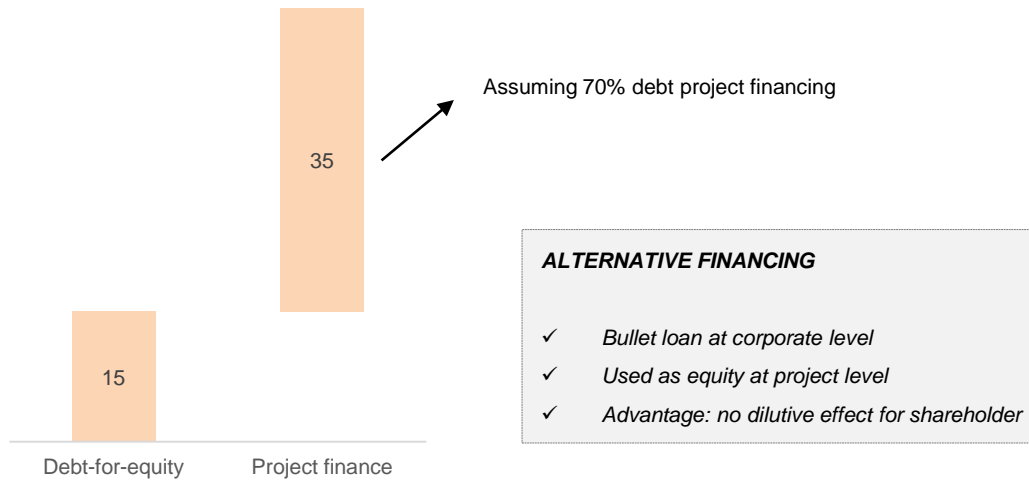 Assuming 70% debt project financing
35
ALTERNATIVE FINANCING
✓ Bullet loan at corporate level
✓ Used as equity at project level
✓ Advantage: no dilutive effect for shareholder
15
Debt-for-equity Project finance